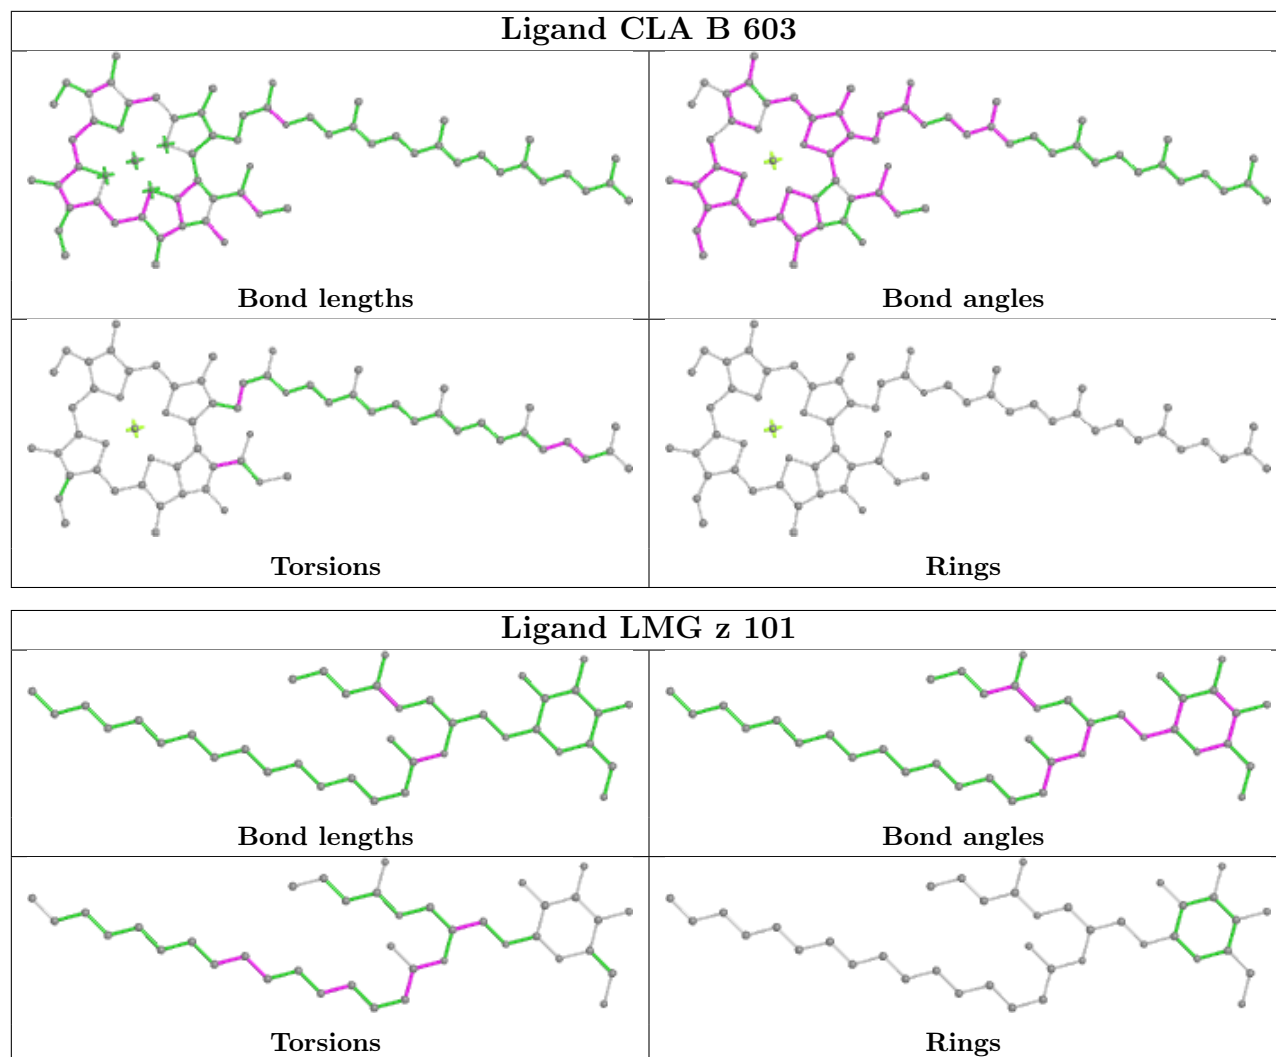 Ligand CLA B 603
Bond lengths
Bond angles
Torsions
Rings
Ligand LMG z 101
Bond lengths
Bond angles
Torsions
Rings